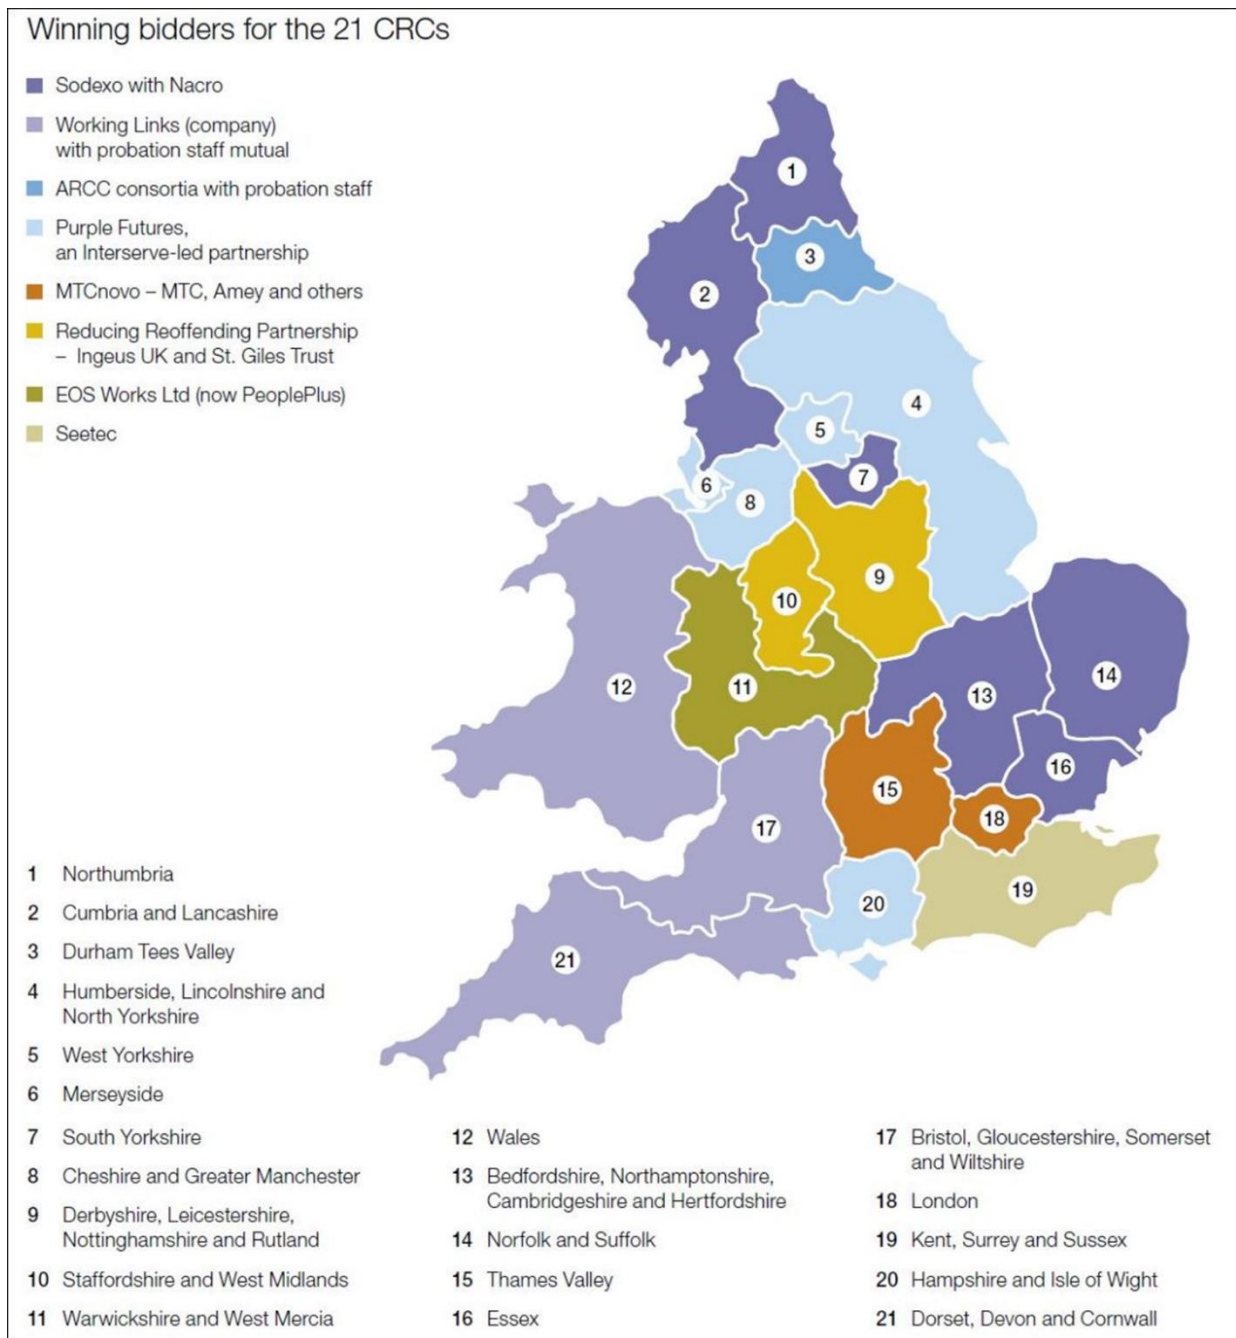 Winning bidders for the 21 CRCs
Sodexo with Nacro
Working Links (company)
with probation staff mutual
ARCC consortia with probation staff
Purple Futures,
an Interserve-led partnership
MTCnovo – MTC, Amey and others
Reducing Reoffending Partnership
– Ingeus UK and St. Giles Trust
EOS Works Ltd (now PeoplePlus)
Seetec
1
3
2
4
5
7
6
8
9
10
12
11
13
14
16
15
18
17
19
20
21
1 Northumbria
2 Cumbria and Lancashire
3 Durham Tees Valley
4 Humberside, Lincolnshire and
North Yorkshire
5 West Yorkshire
6 Merseyside
7 South Yorkshire
8 Cheshire and Greater Manchester
9 Derbyshire, Leicestershire,
Nottinghamshire and Rutland
10 Staffordshire and West Midlands
11 Warwickshire and West Mercia
12 Wales
13 Bedfordshire, Northamptonshire,
Cambridgeshire and Hertfordshire
14 Norfolk and Suffolk
15 Thames Valley
16 Essex
17 Bristol, Gloucestershire, Somerset
and Wiltshire
18 London
19 Kent, Surrey and Sussex
20 Hampshire and Isle of Wight
21 Dorset, Devon and Cornwall